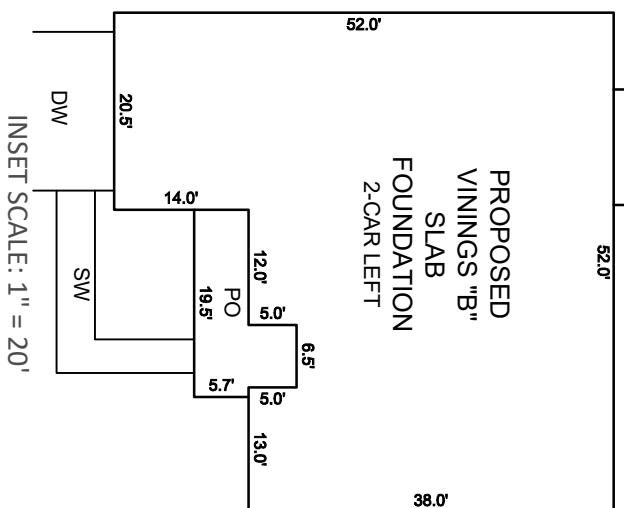 52.0'
52.0'
PROPOSED
VININGS "B"
SLAB
FOUNDATION
2-CAR LEFT
20.5'
DW
14.0'
12.0'
PO
19.5'
5.0'
6.5'
5.0'
5.7'
13.0'
38.0'
SW
INSET SCALE: 1" = 20'